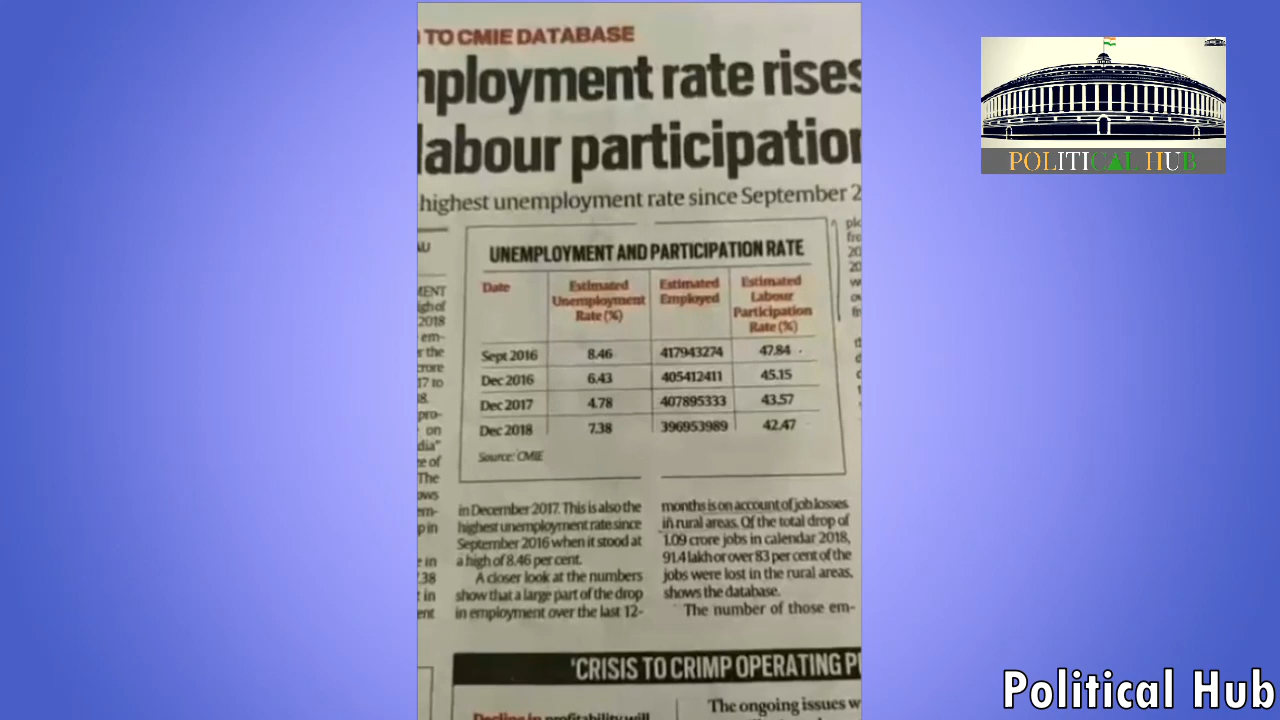 TO CMIE DATABASE
mployment rate rises
labour participation
highest unemployment rate since September 2
UNEMPLOYMENT AND PARTICIPATION RATE
Date Estimated Unemployment Rate (%) Estimated Employed Estimated Labour Participation Rate (%)
Sept 2016 8.46 417943274 47.84
Dec 2016 6.43 405412411 45.15
Dec 2017 4.78 407895333 43.57
Dec 2018 7.38 396953989 42.47
Source: CMIE
in December 2017. This is also the
highest unemployment rate since
September 2016 when it stood at
a high of 8.46 per cent.
A closer look at the numbers
show that a large part of the drop
in employment over the last 12-
months is on account of job losses
in rural areas. Of the total drop of
1.09 crore jobs in calendar 2018,
91.4 lakh or over 83 per cent of the
jobs were lost in the rural areas,
shows the database.
The number of those em-
'CRISIS TO CRIMP OPERATING
Decline in profitability will
The ongoing issues w
POLITICAL HUB
Political Hub